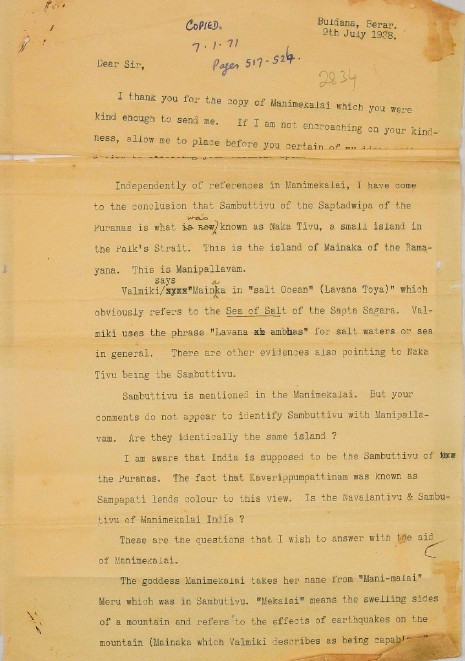 Buldana, Berar.
9th July 1928.
COPIED.
7.1.71
Pages 517-524.
2834
Dear Sir,
I thank you for the copy of Manimekalai which you were
kind enough to send me. If I am not encroaching on your kind-
ness, allow me to place before you certain of my
Independently of references in Manimekalai, I have come
to the conclusion that Sambuttivu of the Saptadwipa of the
was
Puranas is what is now known as Naka Tivu, a small island in
the Palk's Strait. This is the island of Mainaka of the Rama-
yana. This is Manipallavam.
says
Valmiki/xxxx "Mainaka in "salt Ocean" (Lavana Toya)" which
obviously refers to the Sea of Salt of the Sapta Sagara. Val-
miki uses the phrase "Lavana ambhas" for salt waters or sea
in general. There are other evidences also pointing to Naka
Tivu being the Sambuttivu.
Sambuttivu is mentioned in the Manimekalai. But your
comments do not appear to identify Sambuttivu with Manipalla-
vam. Are they identically the same island ?
I am aware that India is supposed to be the Sambuttivu of
the Puranas. The fact that Kaverippumpattinam was known as
Sampapati lends colour to this view. Is the Navalantivu & Sambu-
tivu of Manimekalai India ?
These are the questions that I wish to answer with the aid
of Manimekalai.
The goddess Manimekalai takes her name from "Mani-malai"
Meru which was in Sambutivu. "Mekalai" means the swelling sides
of a mountain and refers to the effects of earthquakes on the
mountain (Mainaka which Valmiki describes as being